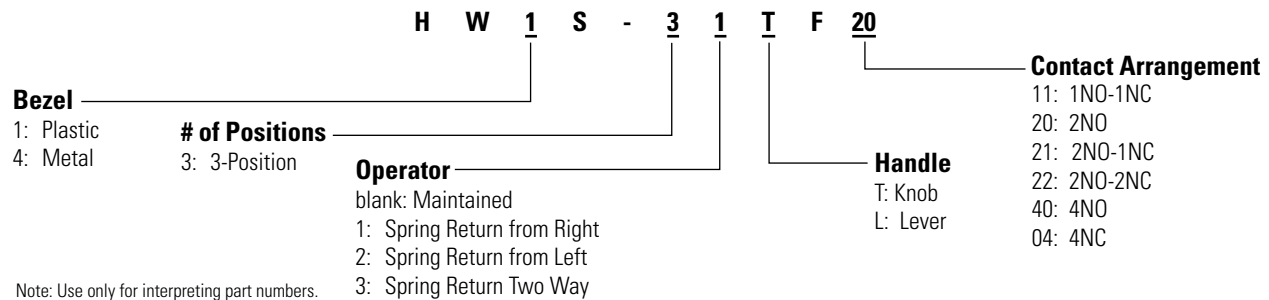 H W 1 S - 3 1 T F 20
Bezel
1: Plastic
4: Metal
# of Positions
3: 3-Position
Operator
blank: Maintained
1: Spring Return from Right
2: Spring Return from Left
3: Spring Return Two Way
Handle
T: Knob
L: Lever
Contact Arrangement
11: 1NO-1NC
20: 2NO
21: 2NO-1NC
22: 2NO-2NC
40: 4NO
04: 4NC
Note: Use only for interpreting part numbers.